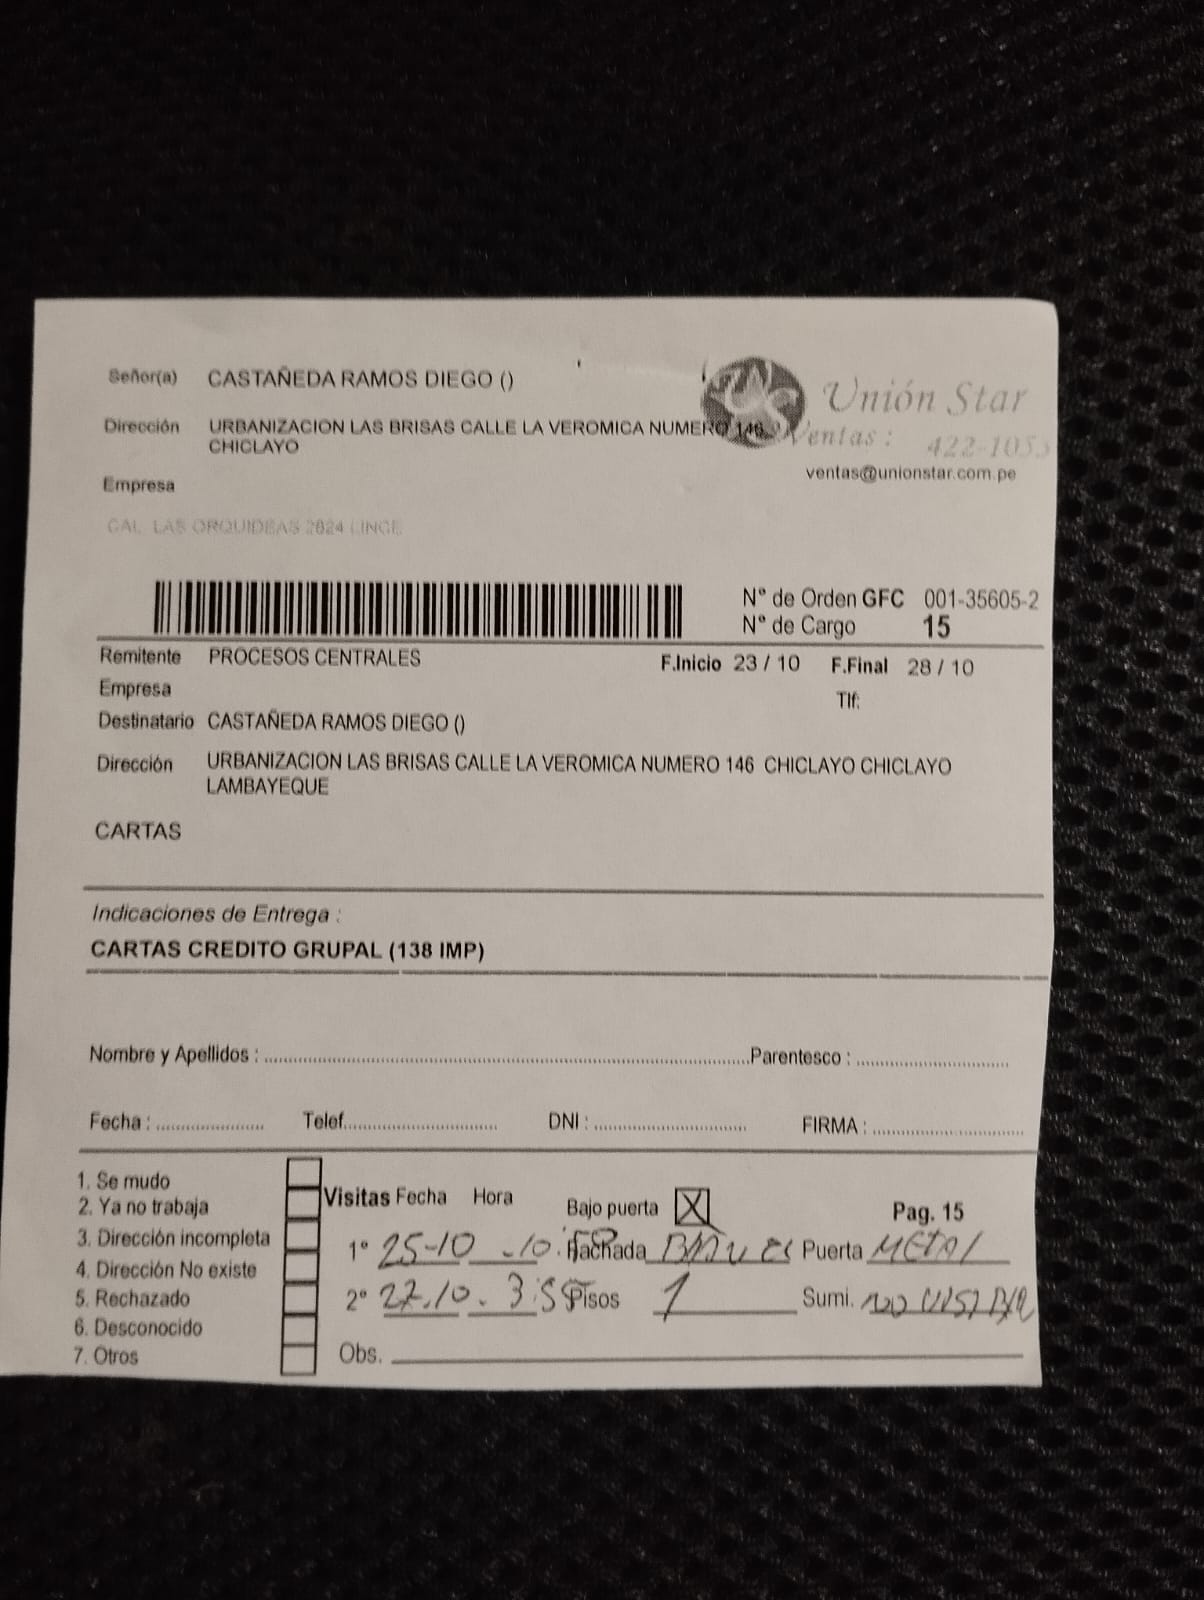 Señor(a) CASTAÑEDA RAMOS DIEGO ()
Unión Star
Dirección URBANIZACION LAS BRISAS CALLE LA VEROMICA NUMERO 146
Ventas : 422-1055
CHICLAYO
ventas@unionstar.com.pe
Empresa
CAL LAS ORQUIDEAS 2624 LINCE
N° de Orden GFC 001-35605-2
N° de Cargo 15
Remitente PROCESOS CENTRALES F.Inicio 23 / 10 F.Final 28 / 10
Empresa Tlf:
Destinatario CASTAÑEDA RAMOS DIEGO ()
Dirección URBANIZACION LAS BRISAS CALLE LA VEROMICA NUMERO 146 CHICLAYO CHICLAYO
LAMBAYEQUE
CARTAS
Indicaciones de Entrega :
CARTAS CREDITO GRUPAL (138 IMP)
Nombre y Apellidos : Parentesco :
Fecha : Telef. DNI : FIRMA :
1. Se mudo
2. Ya no trabaja
3. Dirección incompleta
4. Dirección No existe
5. Rechazado
6. Desconocido
7. Otros
Visitas Fecha Hora Bajo puerta X Pag. 15
1° 25-10 Fachada Puerta METAL
2° 27.10 Pisos 1 Sumi. no
Obs.